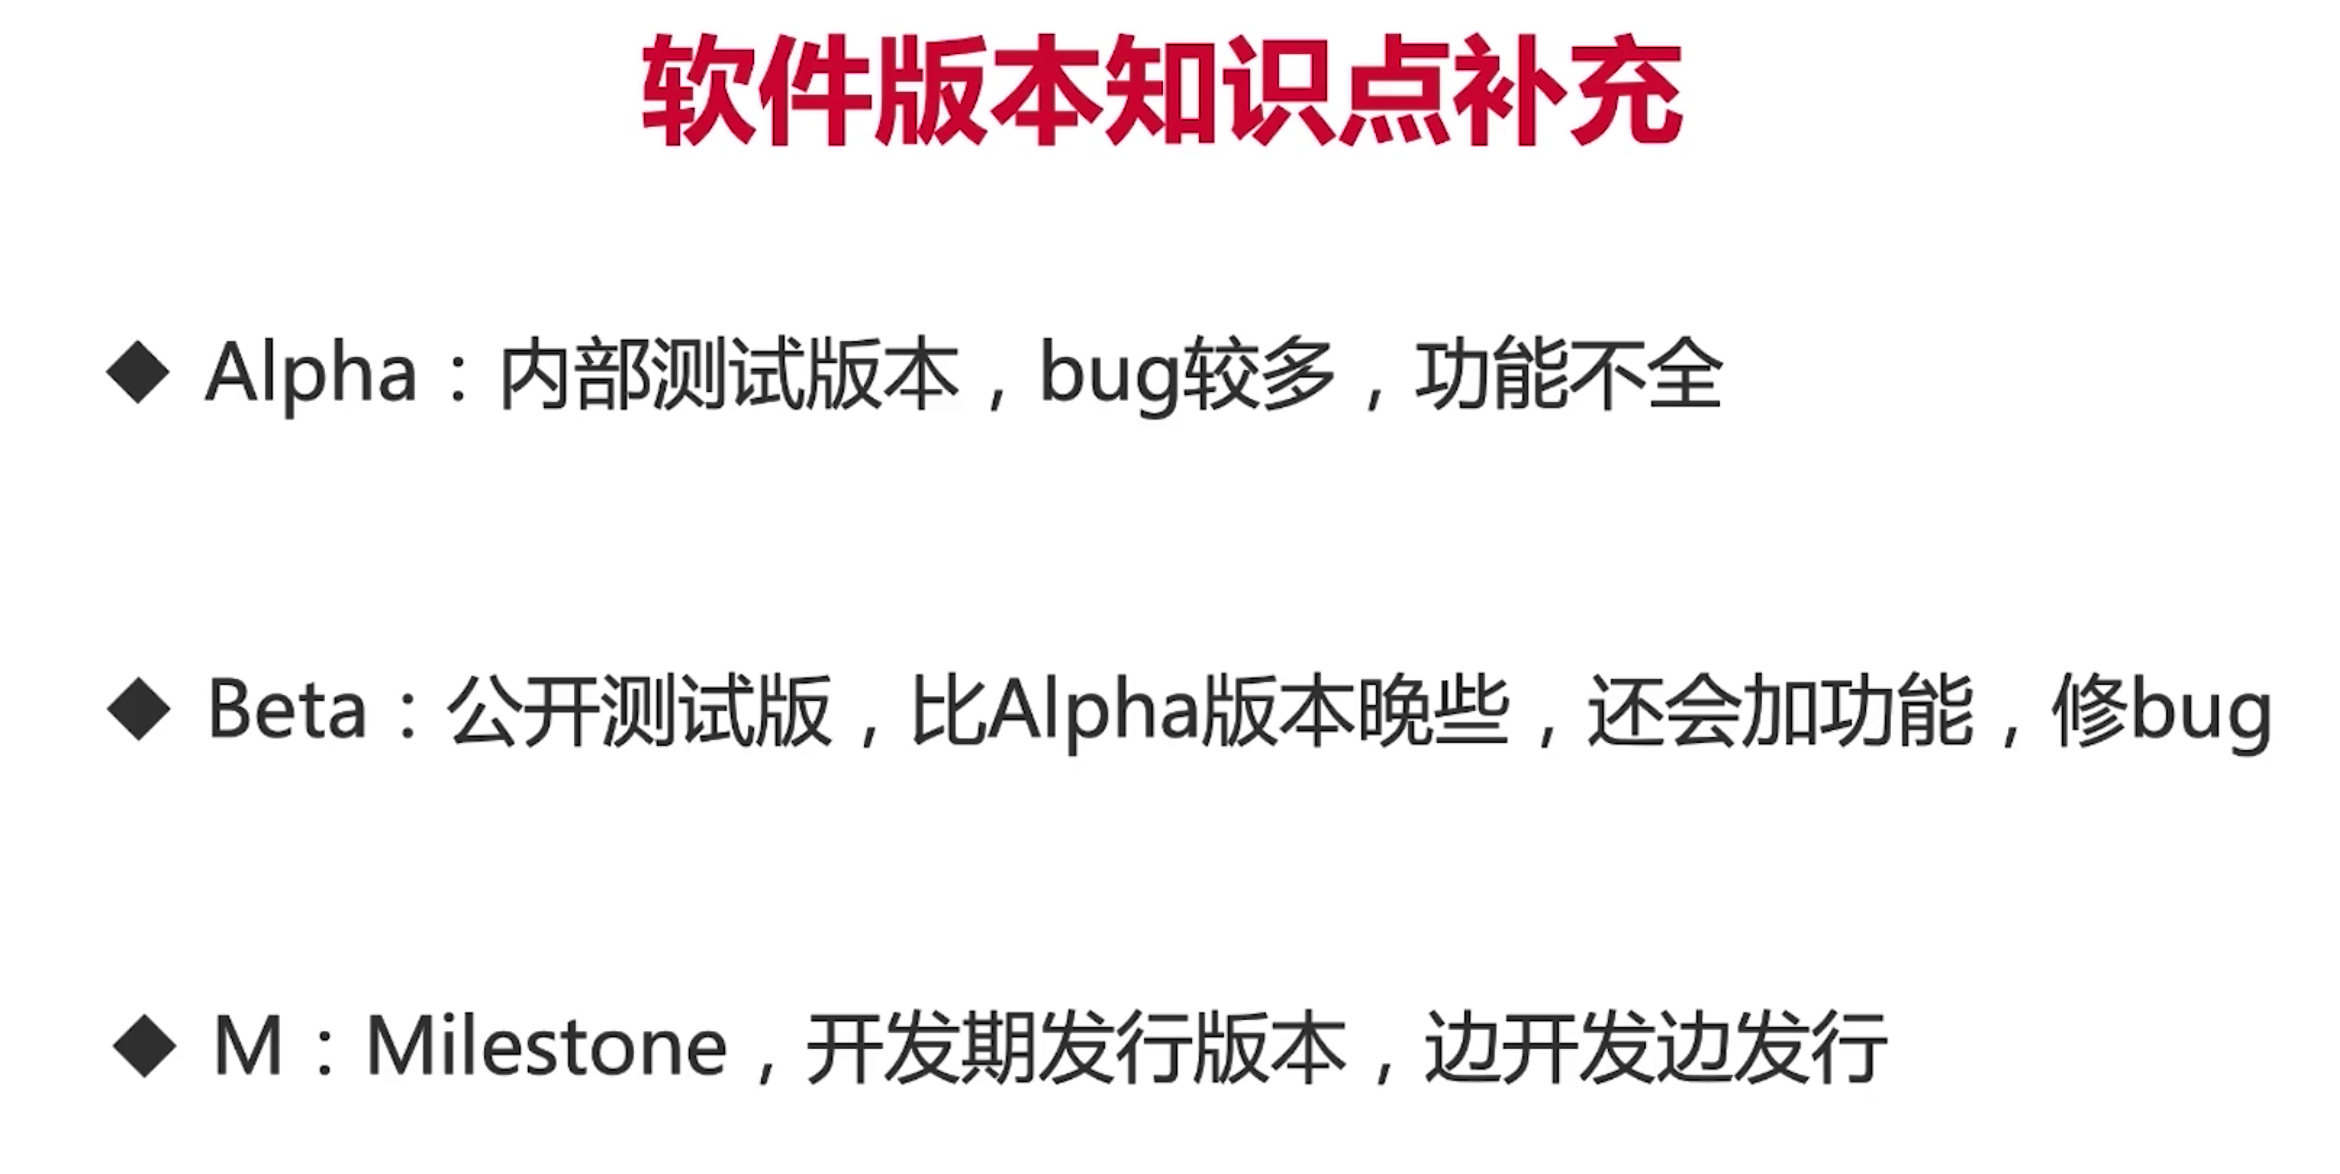 软件版本知识点补充
◆ Alpha：内部测试版本，bug较多，功能不全
◆ Beta：公开测试版，比Alpha版本晚些，还会加功能，修bug
◆ M：Milestone，开发期发行版本，边开发边发行